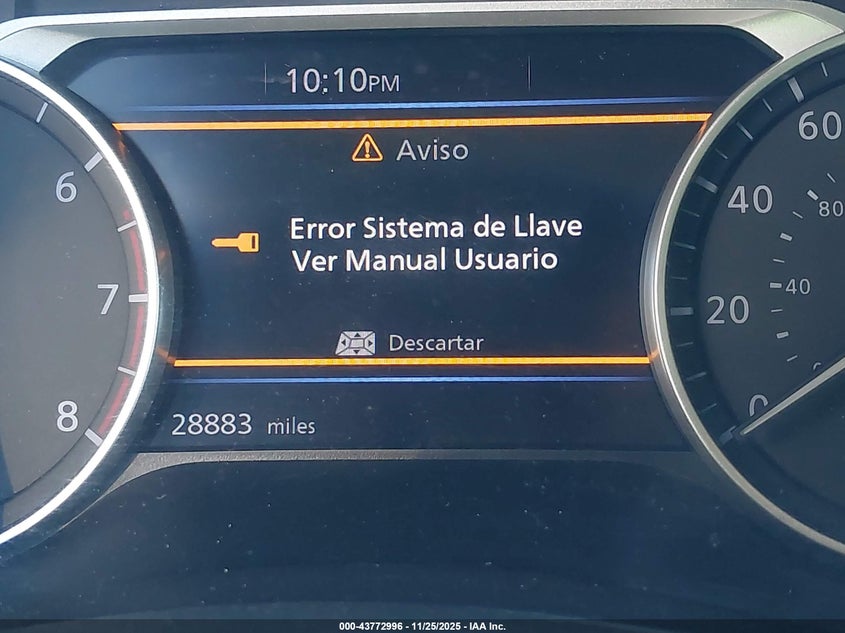 10:10PM
Aviso
Error Sistema de Llave
Ver Manual Usuario
Descartar
28883 miles
6
7
8
60
40
20
0
80
40
000-43772996 - 11/25/2025 - IAA Inc.